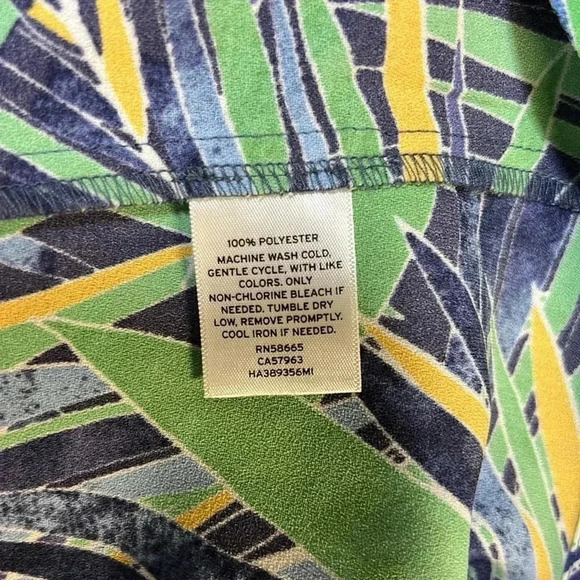 100% POLYESTER
MACHINE WASH COLD,
GENTLE CYCLE, WITH LIKE
COLORS. ONLY
NON-CHLORINE BLEACH IF
NEEDED. TUMBLE DRY
LOW, REMOVE PROMPTLY.
COOL IRON IF NEEDED.
RN58665
CA57963
HA389356MI